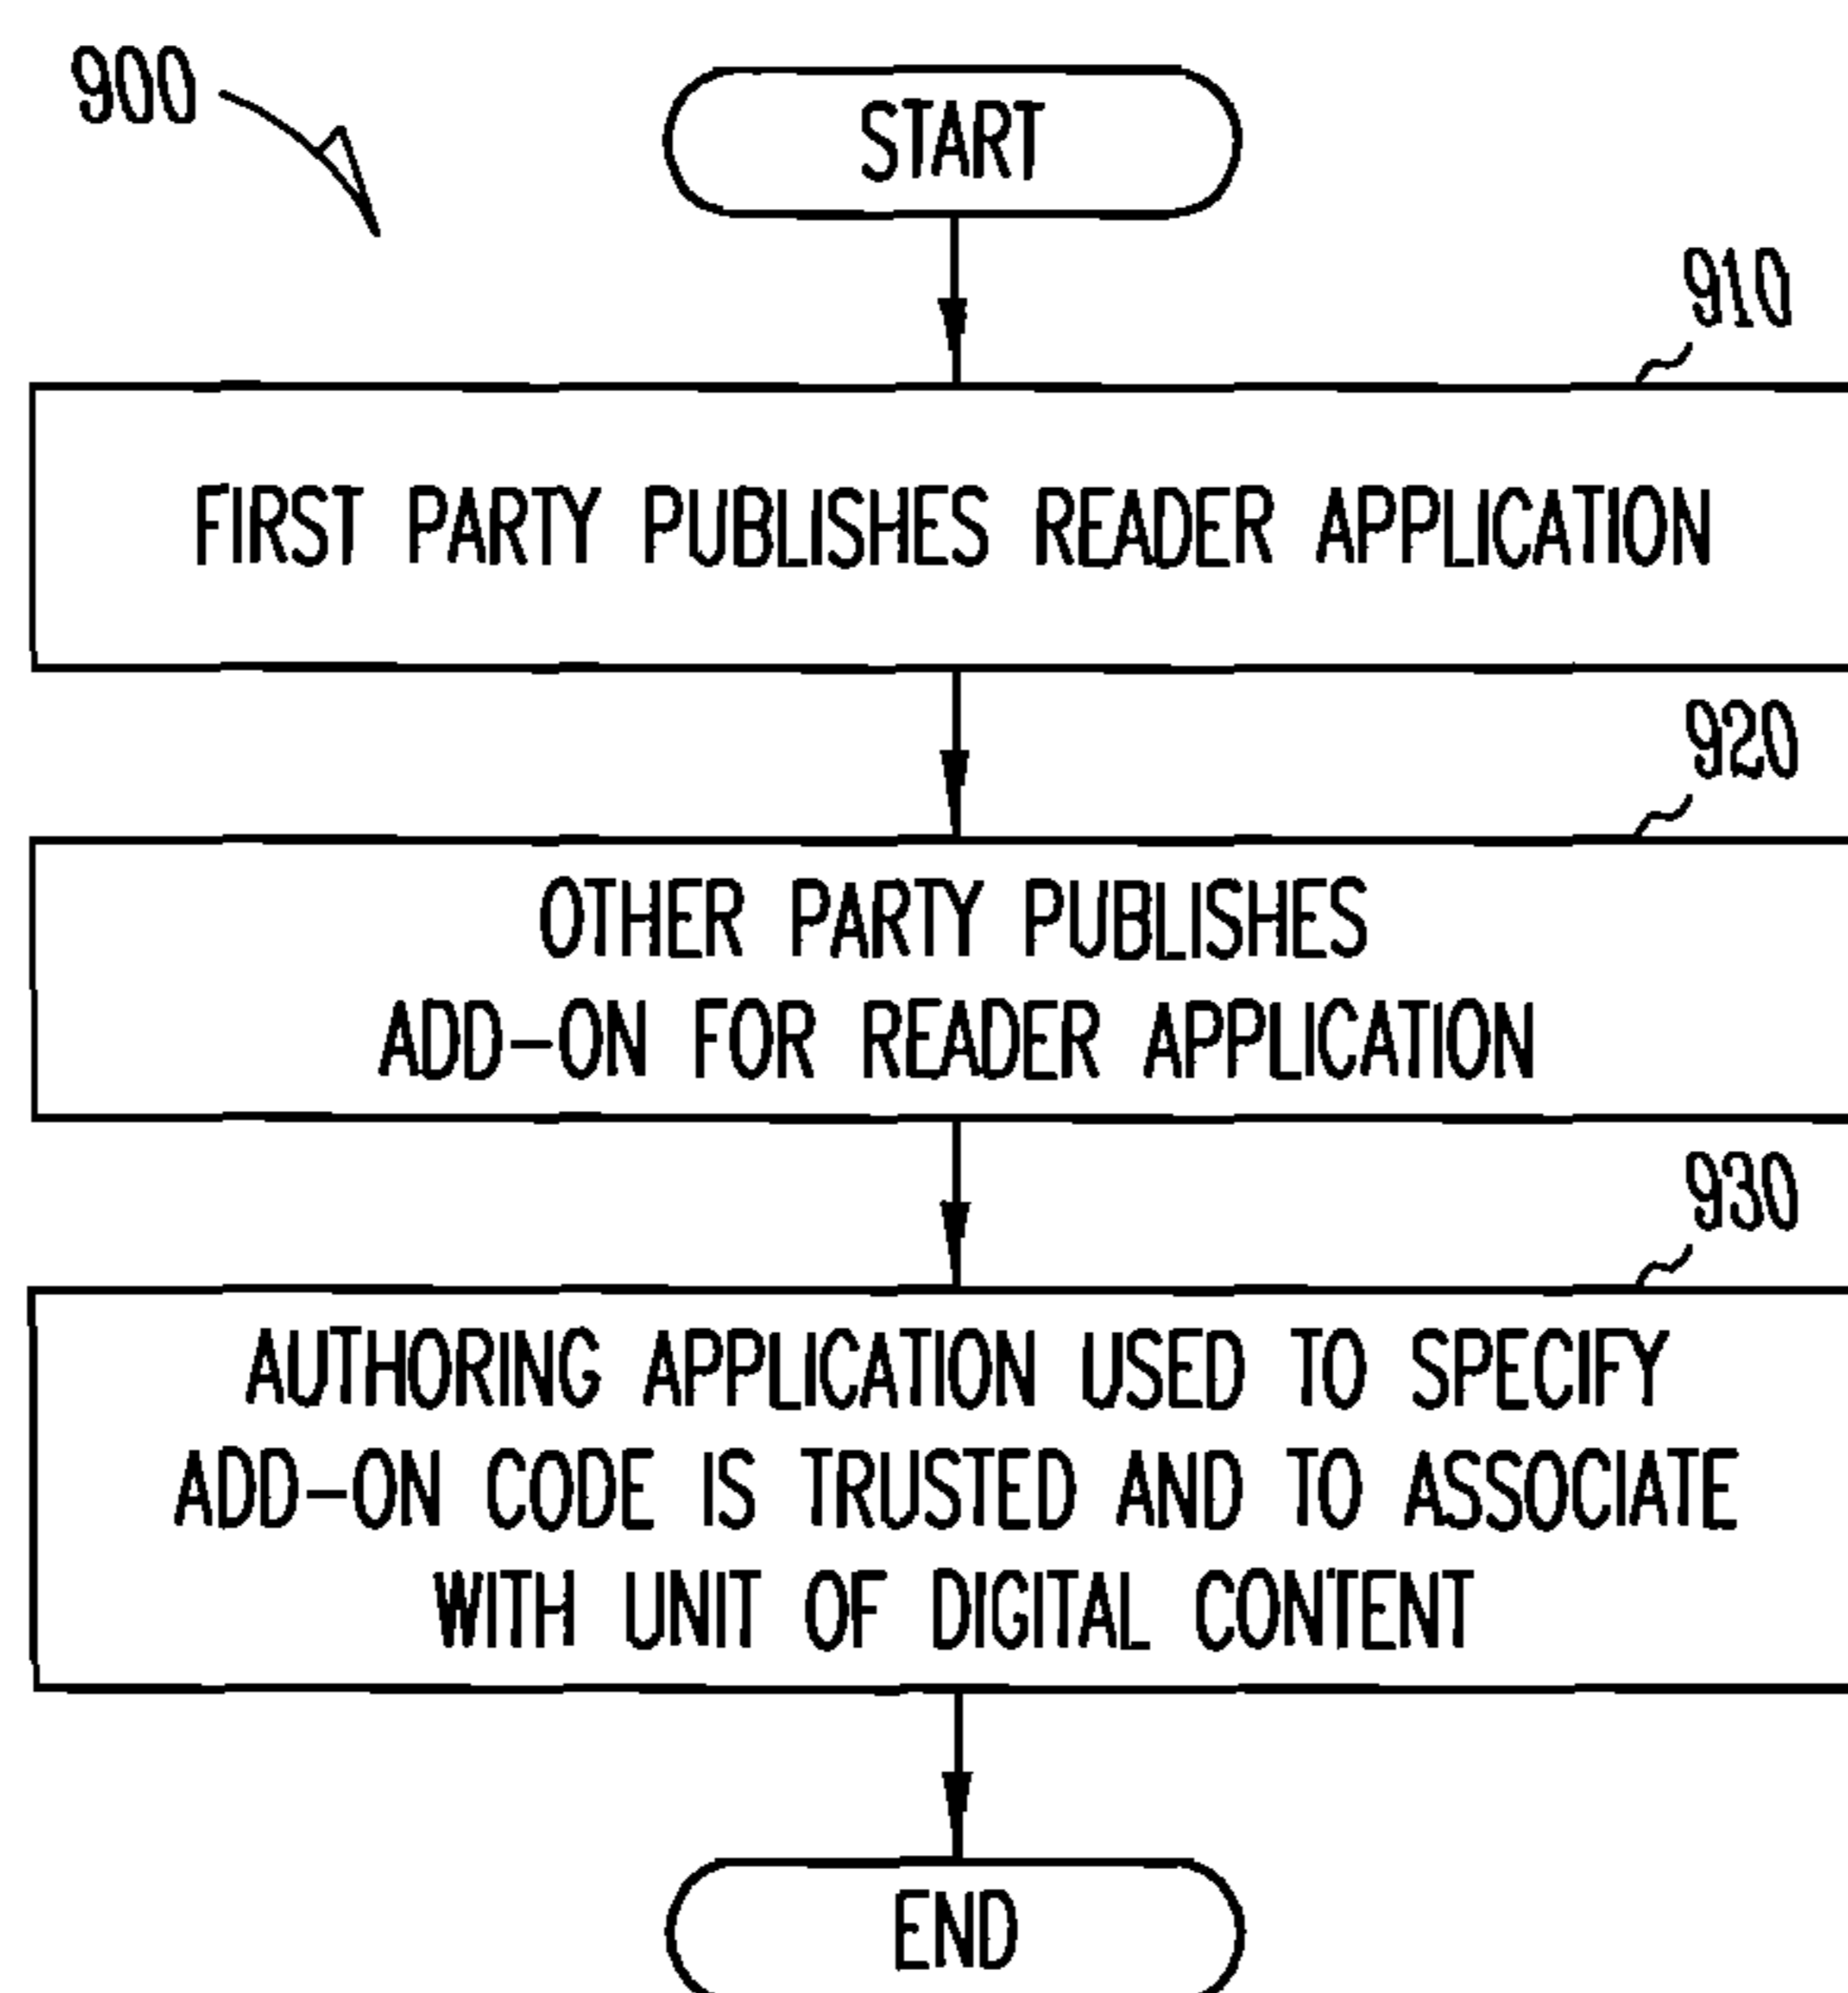 900
START
910
FIRST PARTY PUBLISHES READER APPLICATION
920
OTHER PARTY PUBLISHES
ADD-ON FOR READER APPLICATION
930
AUTHORING APPLICATION USED TO SPECIFY
ADD-ON CODE IS TRUSTED AND TO ASSOCIATE
WITH UNIT OF DIGITAL CONTENT
END